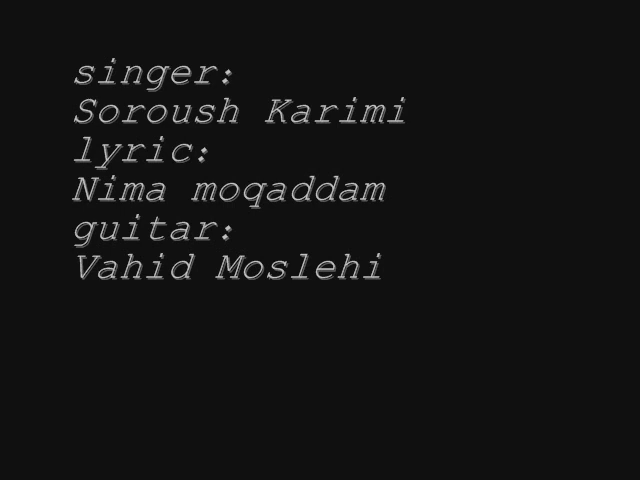 singer:
Soroush Karimi
lyric:
Nima moqaddam
guitar:
Vahid Moslehi